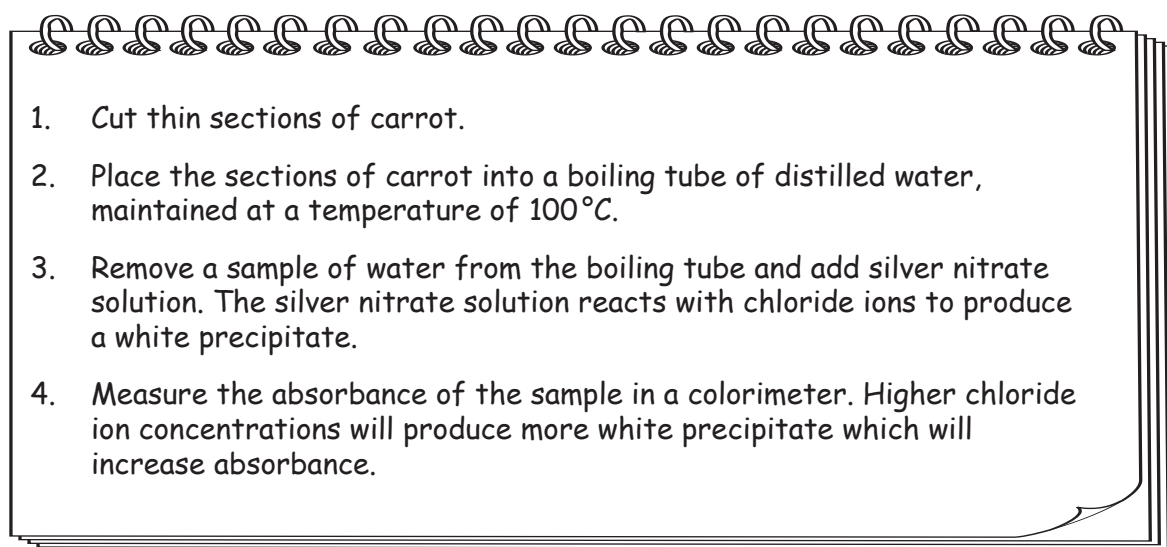 1. Cut thin sections of carrot.
2. Place the sections of carrot into a boiling tube of distilled water,
maintained at a temperature of 100°C.
3. Remove a sample of water from the boiling tube and add silver nitrate
solution. The silver nitrate solution reacts with chloride ions to produce
a white precipitate.
4. Measure the absorbance of the sample in a colorimeter. Higher chloride
ion concentrations will produce more white precipitate which will
increase absorbance.